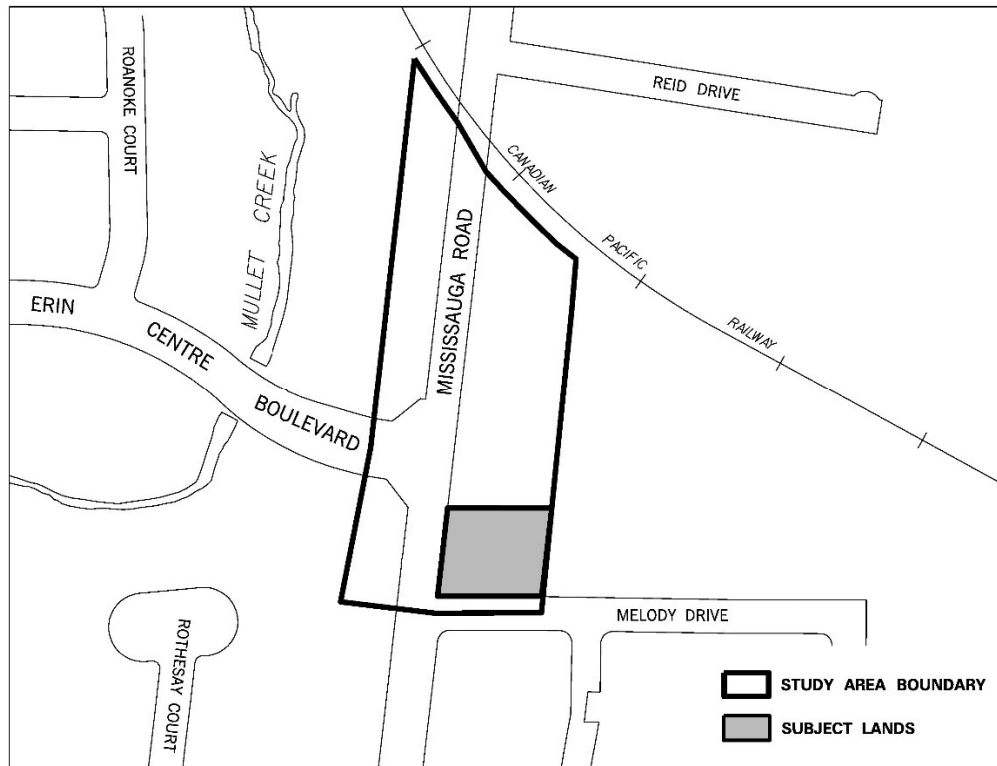 ROANOKE COURT
REID DRIVE
MULLET CREEK
CANADIAN
PACIFIC
RAILWAY
MISSISSAUGA ROAD
ERIN
CENTRE
BOULEVARD
MELODY DRIVE
ROTHESAY COURT
STUDY AREA BOUNDARY
SUBJECT LANDS